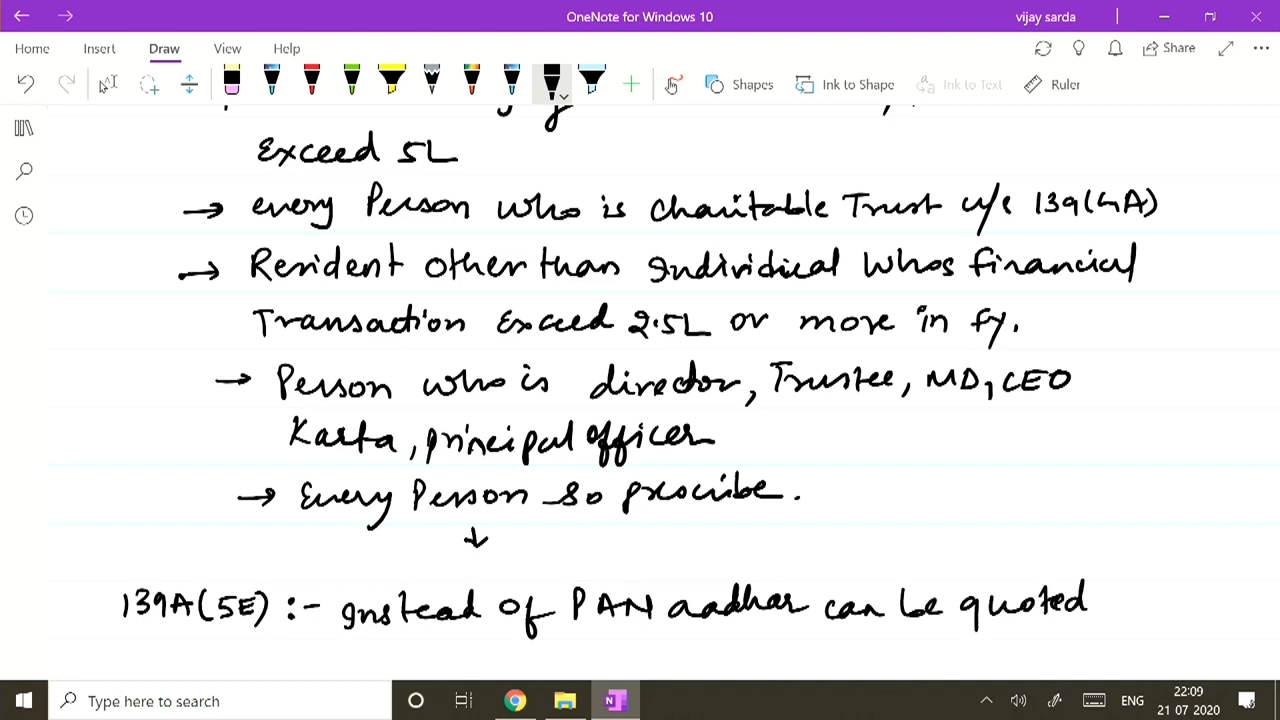 OneNote for Windows 10
vijay sarda
Home Insert Draw View Help
Share
Shapes Ink to Shape Ink to Text Ruler
Exceed 5L
→ every Person who is charitable Trust u/s 139(4A)
→ Resident other than individual whos financial
Transaction exceed 2.5L or more in fy.
→ Person who is director, Trustee, MD, CEO
Karta, principal officer
→ Every Person so prescribe.
↓
139A(5E) :- instead of PAN aadhar can be quoted
Type here to search
ENG
22:09
21 07 2020